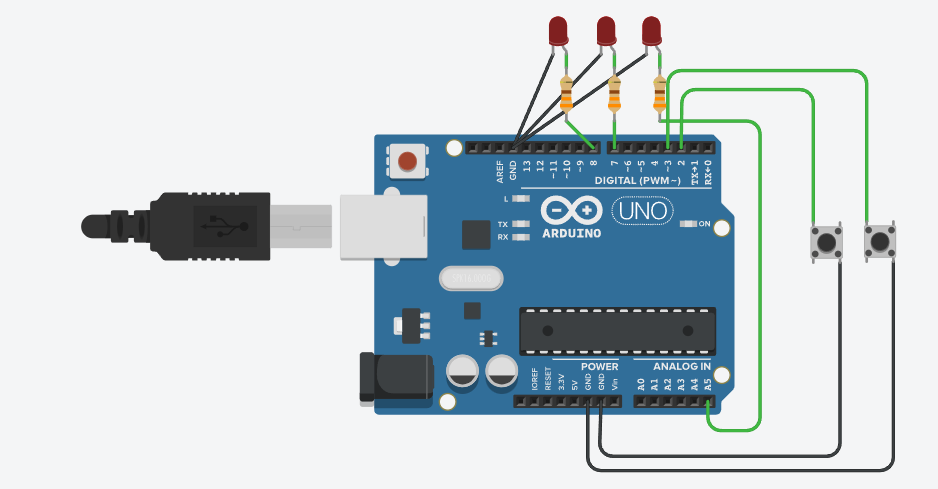 AREF
GND
13
12
~11
~10
~9
8
7
~6
~5
4
~3
2
TX→1
RX←0
DIGITAL (PWM~)
L
TX
RX
UNO
ARDUINO
ON
POWER
ANALOG IN
IOREF
RESET
3.3V
5V
GND
GND
Vin
A0
A1
A2
A3
A4
A5